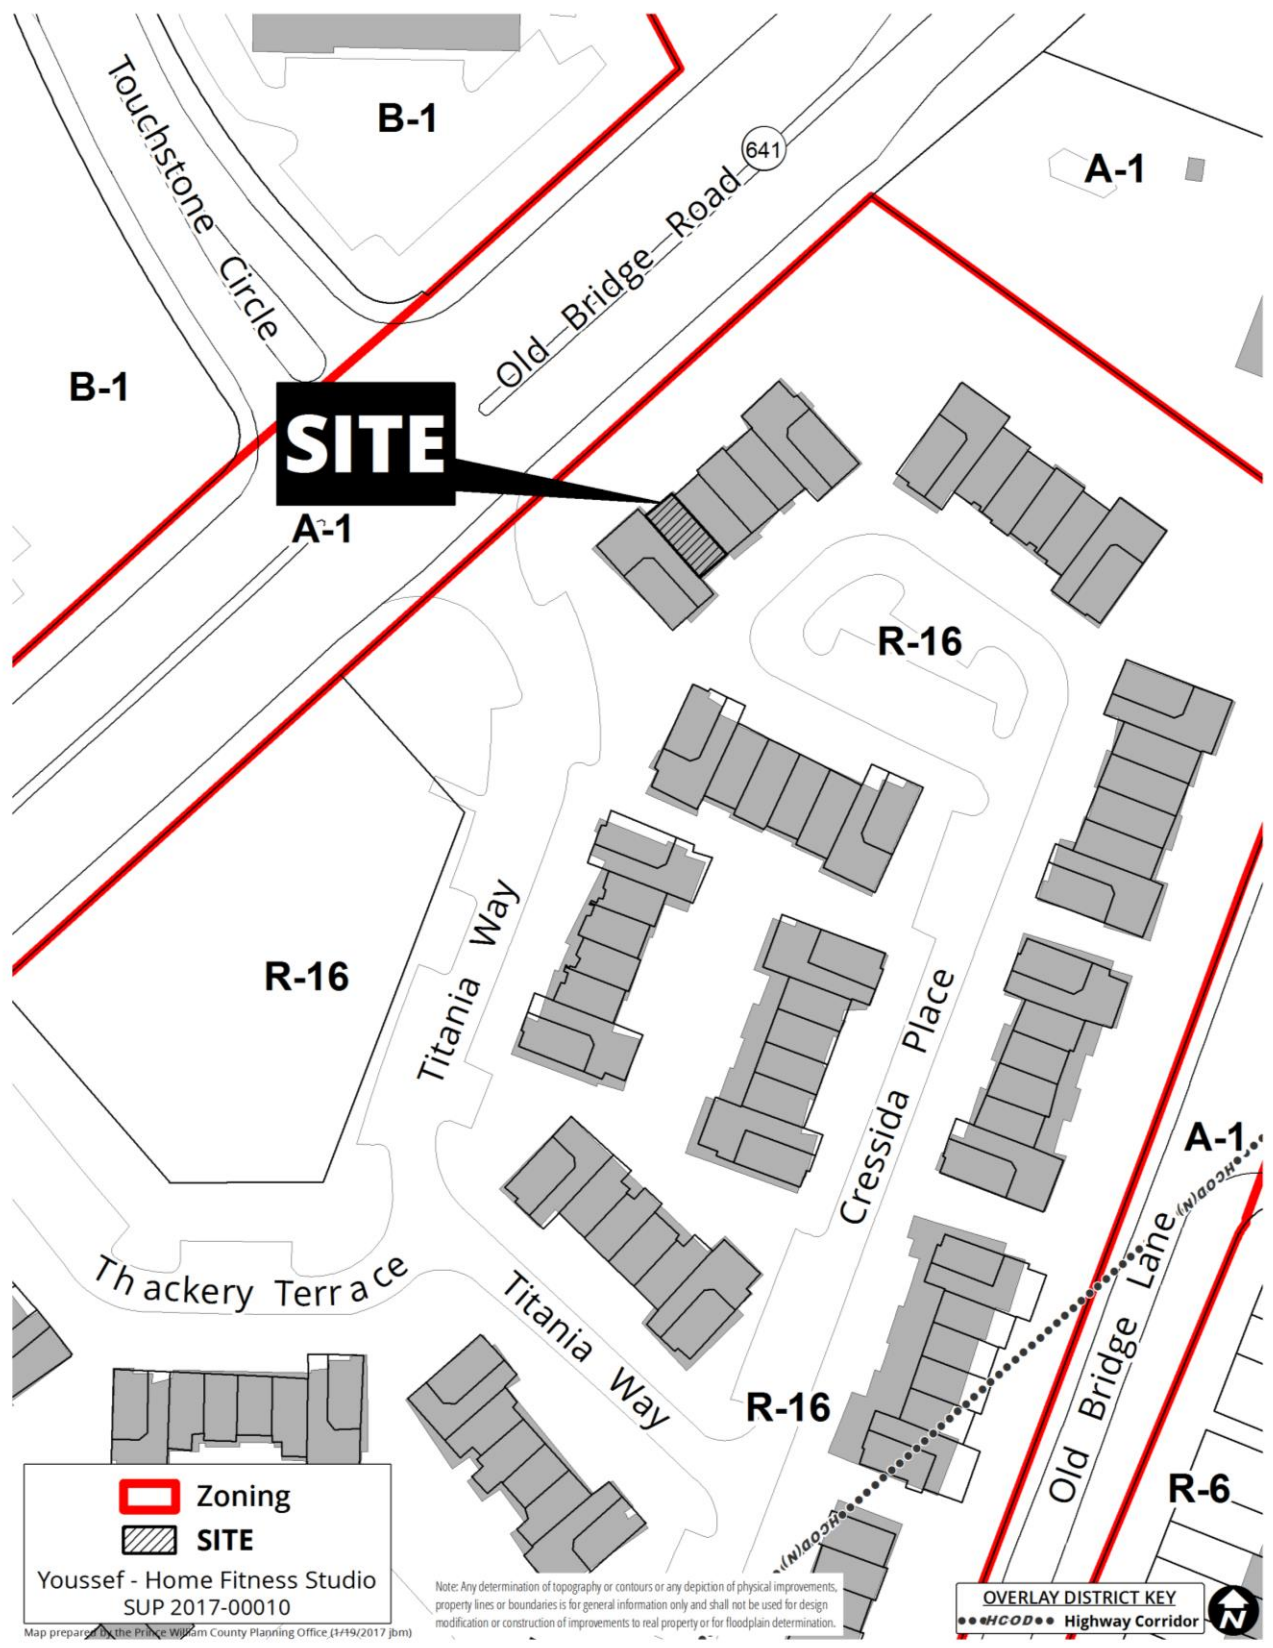 B-1
Touchstone Circle
641
A-1
Old Bridge Road
B-1
SITE
A-1
R-16
R-16
Titania Way
Cressida Place
A-1
HCOD(N)
Thackery Terrace
Titania Way
R-16
Old Bridge Lane
R-6
HCOD(N)
Zoning
SITE
Youssef - Home Fitness Studio
SUP 2017-00010
Map prepared by the Prince William County Planning Office (1/19/2017 jbm)
Note: Any determination of topography or contours or any depiction of physical improvements,
property lines or boundaries is for general information only and shall not be used for design
modification or construction of improvements to real property or for floodplain determination.
OVERLAY DISTRICT KEY
HCOD Highway Corridor
N